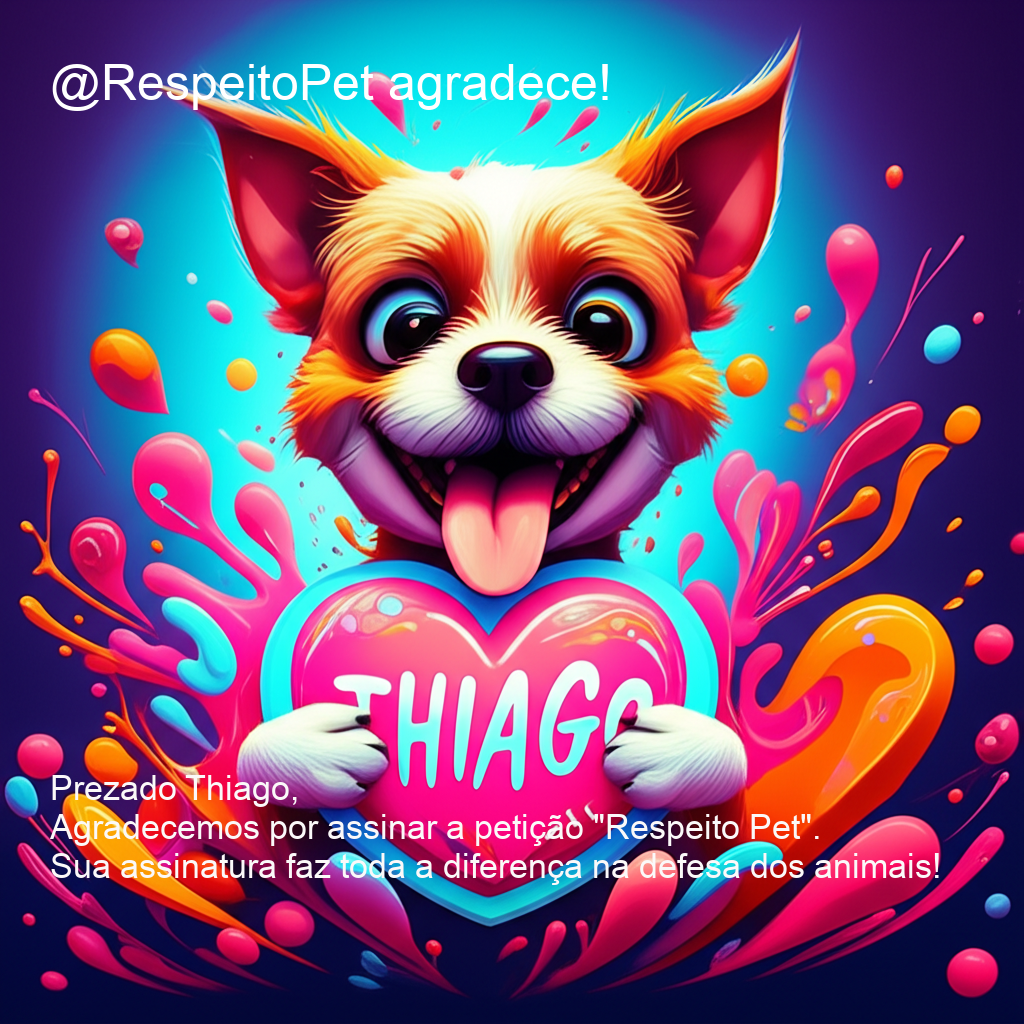 @RespeitoPet agradece!
THIAGO
Prezado Thiago,
Agradecemos por assinar a petição "Respeito Pet".
Sua assinatura faz toda a diferença na defesa dos animais!